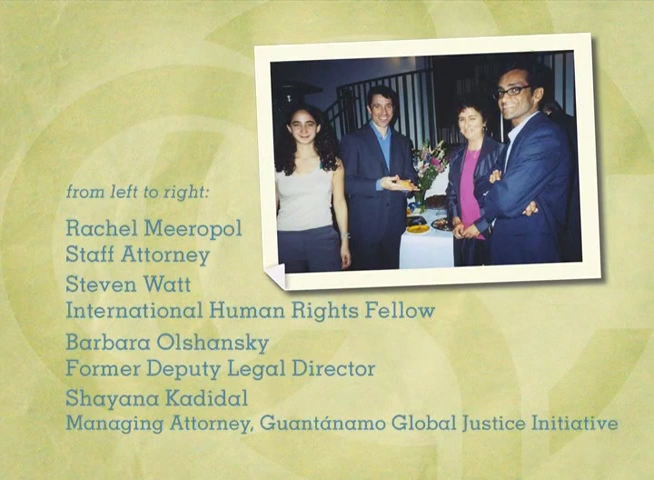 from left to right:
Rachel Meeropol
Staff Attorney
Steven Watt
International Human Rights Fellow
Barbara Olshansky
Former Deputy Legal Director
Shayana Kadidal
Managing Attorney, Guantánamo Global Justice Initiative